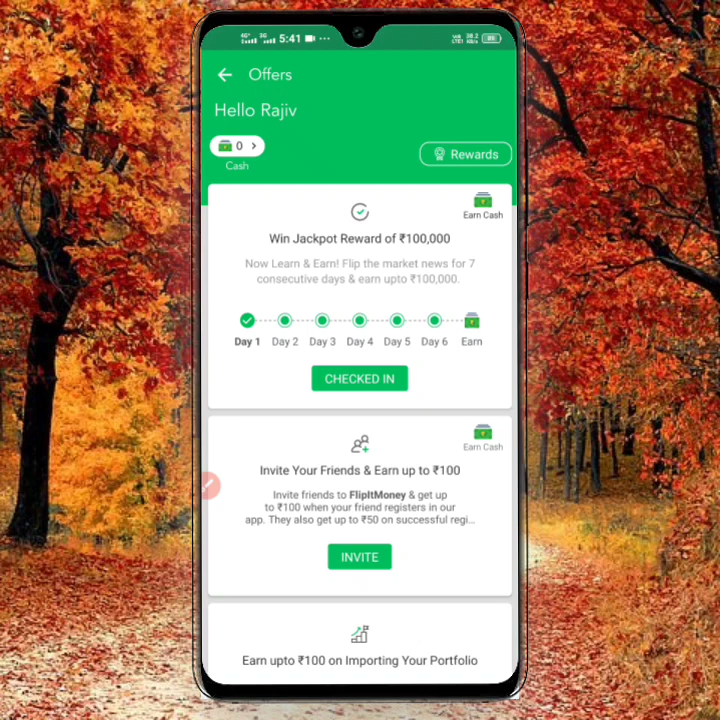 5:41
Offers
Hello Rajiv
0
Cash
Rewards
Earn Cash
Win Jackpot Reward of ₹100,000
Now Learn & Earn! Flip the market news for 7
consecutive days & earn upto ₹100,000.
Day 1 Day 2 Day 3 Day 4 Day 5 Day 6 Earn
CHECKED IN
Earn Cash
Invite Your Friends & Earn up to ₹100
Invite friends to FlipItMoney & get up
to ₹100 when your friend registers in our
app. They also get up to ₹50 on successful regi...
INVITE
Earn upto ₹100 on Importing Your Portfolio